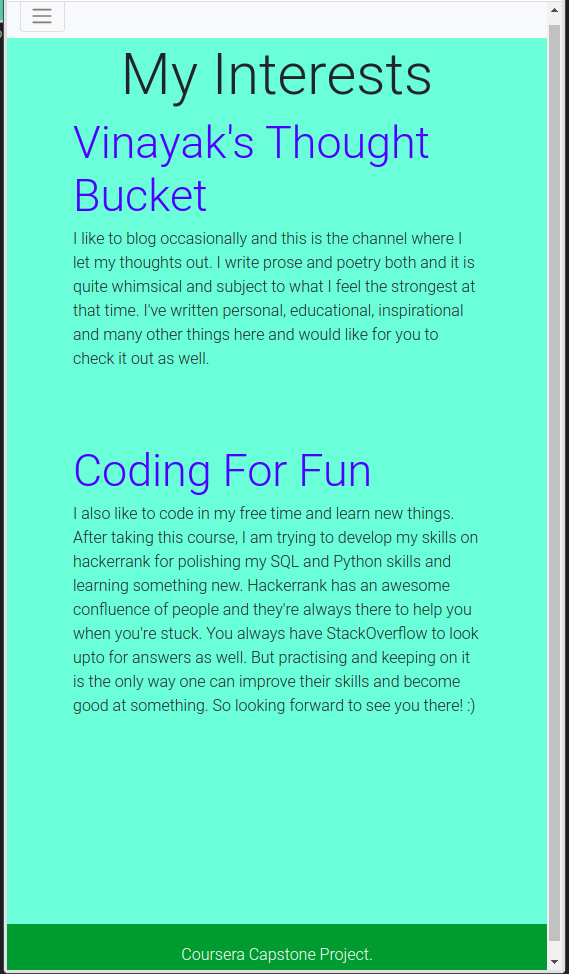 My Interests
Vinayak's Thought
Bucket
I like to blog occasionally and this is the channel where I
let my thoughts out. I write prose and poetry both and it is
quite whimsical and subject to what I feel the strongest at
that time. I've written personal, educational, inspirational
and many other things here and would like for you to
check it out as well.
Coding For Fun
I also like to code in my free time and learn new things.
After taking this course, I am trying to develop my skills on
hackerrank for polishing my SQL and Python skills and
learning something new. Hackerrank has an awesome
confluence of people and they're always there to help you
when you're stuck. You always have StackOverflow to look
upto for answers as well. But practising and keeping on it
is the only way one can improve their skills and become
good at something. So looking forward to see you there! :)
Coursera Capstone Project.